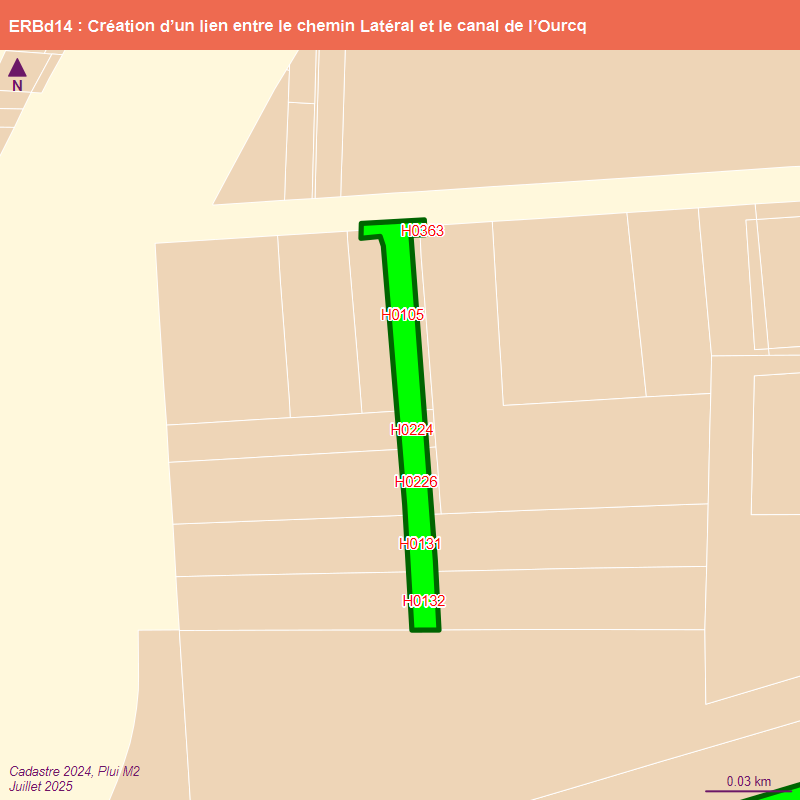 ERBd14 : Création d’un lien entre le chemin Latéral et le canal de l’Ourcq
N
H0363
H0105
H0224
H0226
H0131
H0132
Cadastre 2024, Plui M2
Juillet 2025
0.03 km